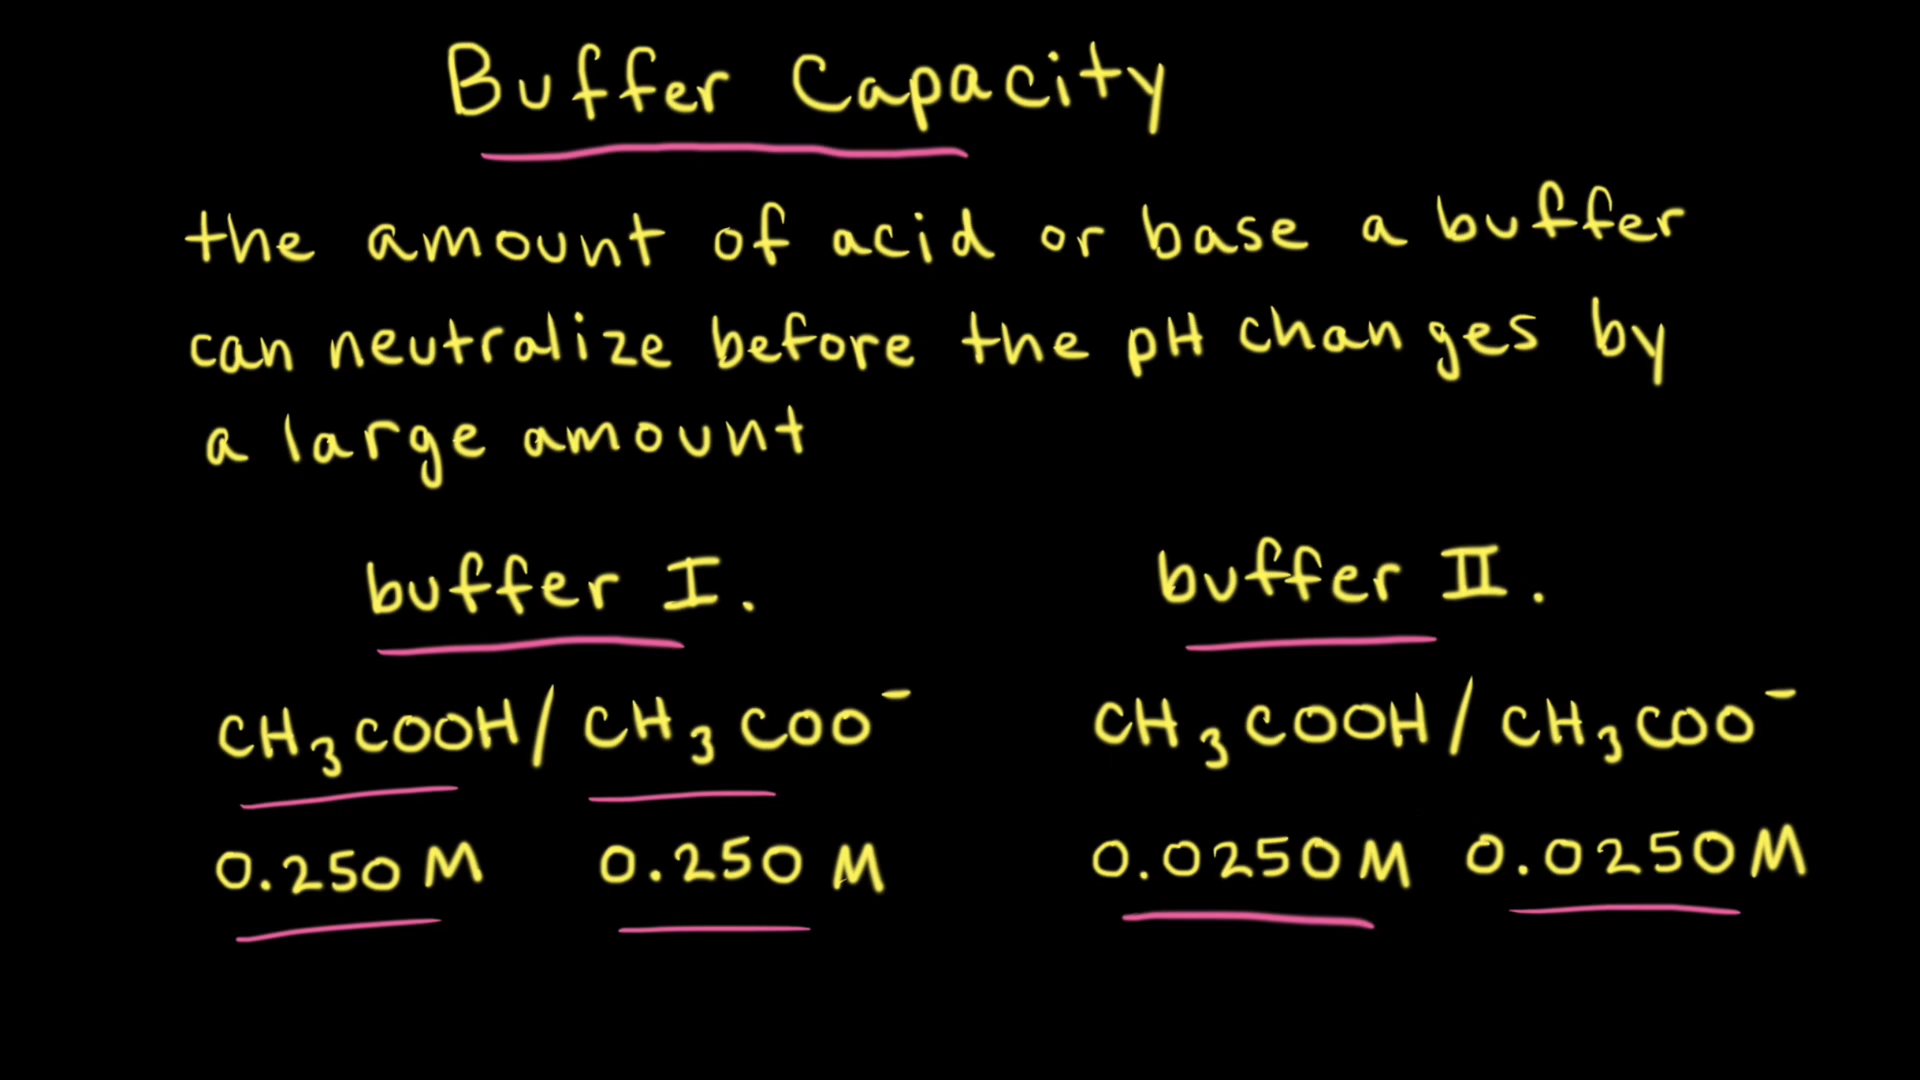 Buffer Capacity
the amount of acid or base a buffer
can neutralize before the pH changes by
a large amount
buffer I. buffer II.
CH₃COOH/CH₃COO⁻ CH₃COOH/CH₃COO⁻
0.250 M 0.250 M 0.0250 M 0.0250 M